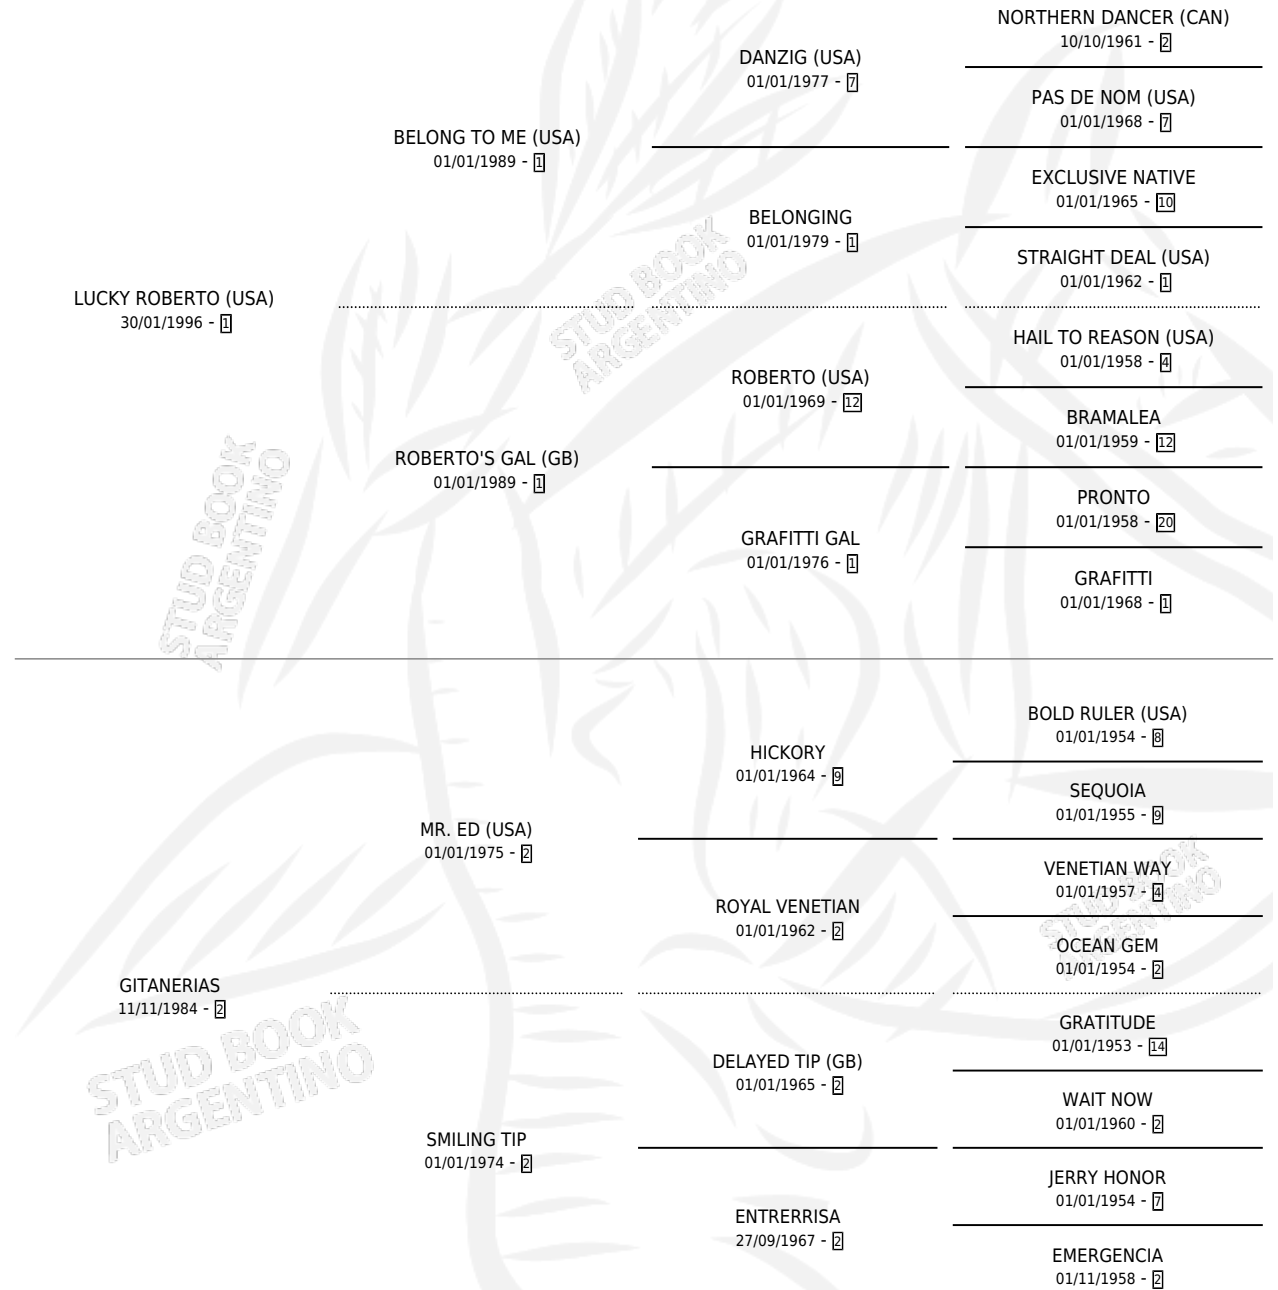 NORTHERN DANCER (CAN)
10/10/1961 - 2
DANZIG (USA)
01/01/1977 - 7
PAS DE NOM (USA)
01/01/1968 - 7
BELONG TO ME (USA)
01/01/1989 - 1
EXCLUSIVE NATIVE
01/01/1965 - 10
BELONGING
01/01/1979 - 1
STRAIGHT DEAL (USA)
01/01/1962 - 1
LUCKY ROBERTO (USA)
30/01/1996 - 1
HAIL TO REASON (USA)
01/01/1958 - 4
ROBERTO (USA)
01/01/1969 - 12
BRAMALEA
01/01/1959 - 12
ROBERTO'S GAL (GB)
01/01/1989 - 1
PRONTO
01/01/1958 - 20
GRAFITTI GAL
01/01/1976 - 1
GRAFITTI
01/01/1968 - 1
STUD BOOK
ARGENTINO
STUD BOOK
ARGENTINO
BOLD RULER (USA)
01/01/1954 - 8
HICKORY
01/01/1964 - 9
SEQUOIA
01/01/1955 - 9
MR. ED (USA)
01/01/1975 - 2
VENETIAN WAY
01/01/1957 - 4
ROYAL VENETIAN
01/01/1962 - 2
OCEAN GEM
01/01/1954 - 2
GITANERIAS
11/11/1984 - 2
GRATITUDE
01/01/1953 - 14
DELAYED TIP (GB)
01/01/1965 - 2
WAIT NOW
01/01/1960 - 2
SMILING TIP
01/01/1974 - 2
JERRY HONOR
01/01/1954 - 7
ENTRERRISA
27/09/1967 - 2
EMERGENCIA
01/11/1958 - 2
STUD BOOK
ARGENTINO
STUD BOOK
ARGENTINO